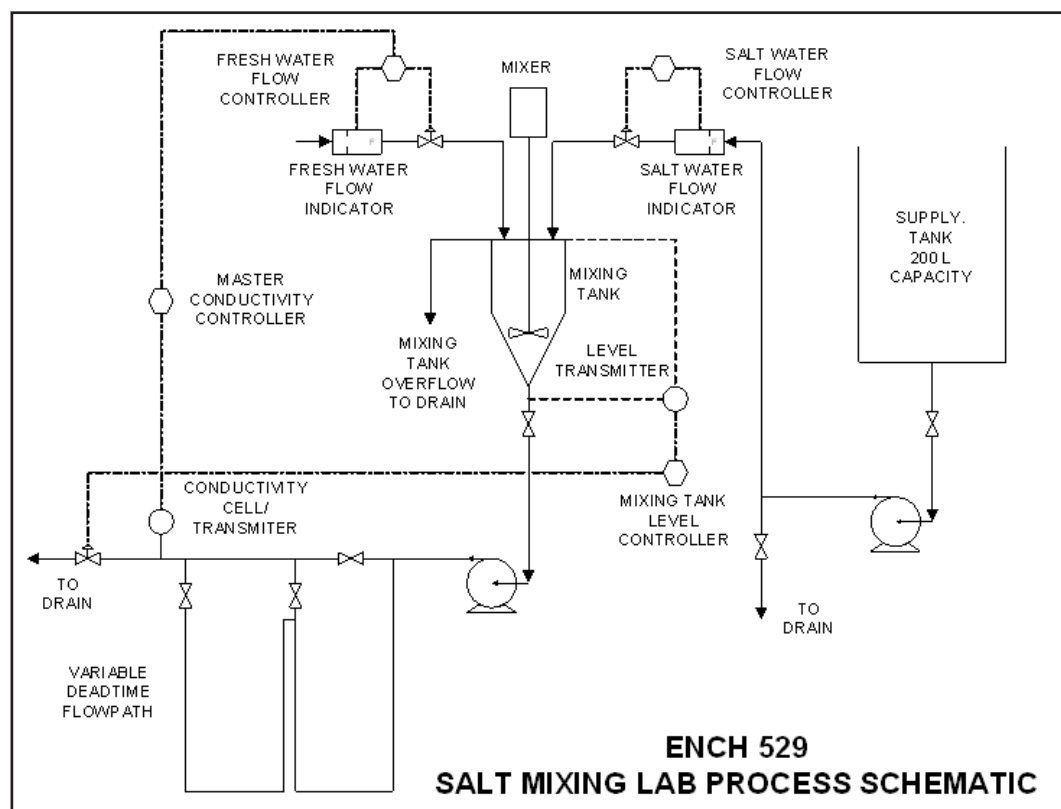 FRESH WATER
FLOW
CONTROLLER
MIXER
SALT WATER
FLOW
CONTROLLER
F
F
FRESH WATER
FLOW
INDICATOR
SALT WATER
FLOW
INDICATOR
SUPPLY.
TANK
200 L
CAPACITY
MASTER
CONDUCTIVITY
CONTROLLER
MIXING
TANK
MIXING
TANK
OVERFLOW
TO DRAIN
LEVEL
TRANSMITTER
CONDUCTIVITY
CELL/
TRANSMITER
MIXING TANK
LEVEL
CONTROLLER
TO
DRAIN
TO
DRAIN
VARIABLE
DEADTIME
FLOWPATH
ENCH 529
SALT MIXING LAB PROCESS SCHEMATIC